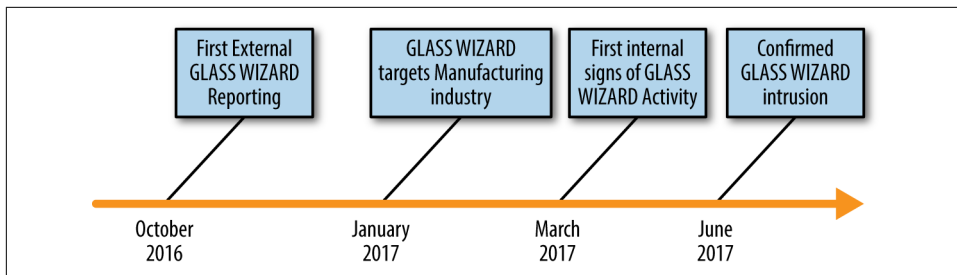 First External
GLASS WIZARD
Reporting
GLASS WIZARD
targets Manufacturing
industry
First internal
signs of GLASS
WIZARD Activity
Confirmed
GLASS WIZARD
intrusion
October
2016
January
2017
March
2017
June
2017